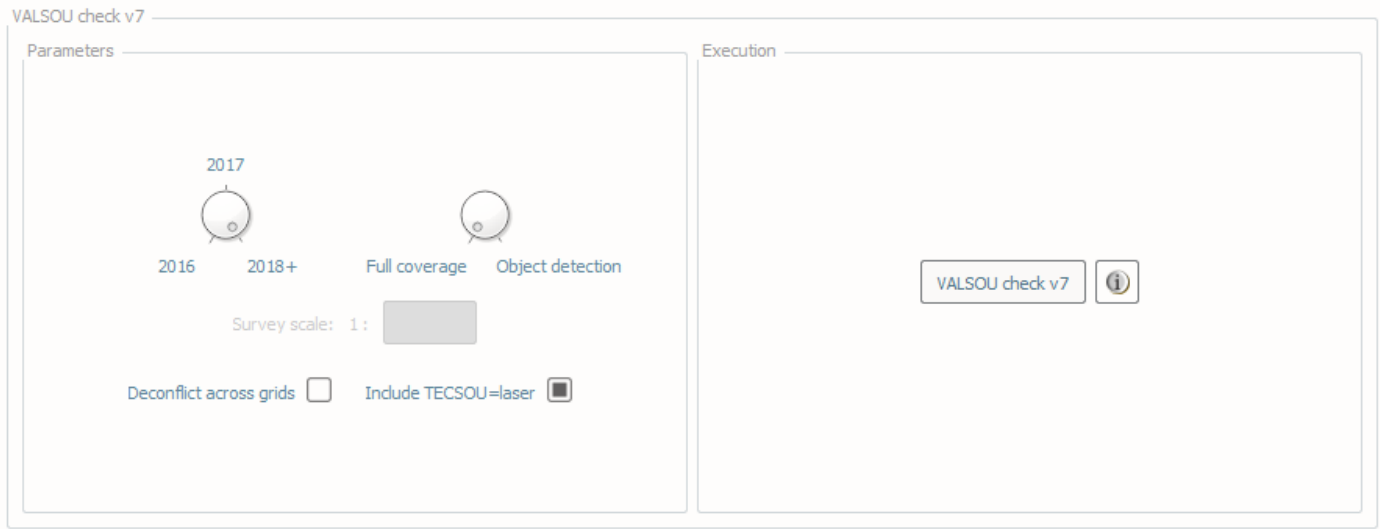 VALSOU check v7
Parameters
2017
2016
2018+
Full coverage
Object detection
Survey scale: 1 :
Deconflict across grids
Include TECSOU=laser
Execution
VALSOU check v7
i